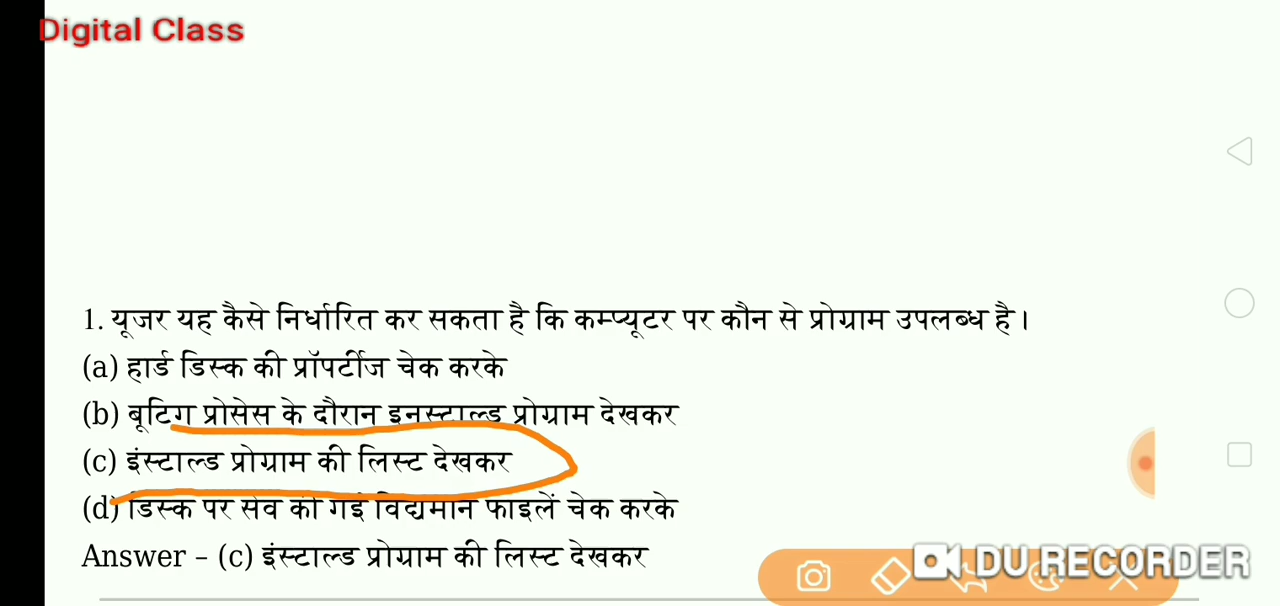 Digital Class
1. यूजर यह कैसे निर्धारित कर सकता है कि कम्प्यूटर पर कौन से प्रोग्राम उपलब्ध है।
(a) हार्ड डिस्क की प्रॉपर्टीज चेक करके
(b) बूटिग प्रोसेस के दौरान इनस्टाल्ड प्रोग्राम देखकर
(c) इंस्टाल्ड प्रोग्राम की लिस्ट देखकर
(d) डिस्क पर सेव की गई विद्यमान फाइलें चेक करके
Answer – (c) इंस्टाल्ड प्रोग्राम की लिस्ट देखकर
DU RECORDER